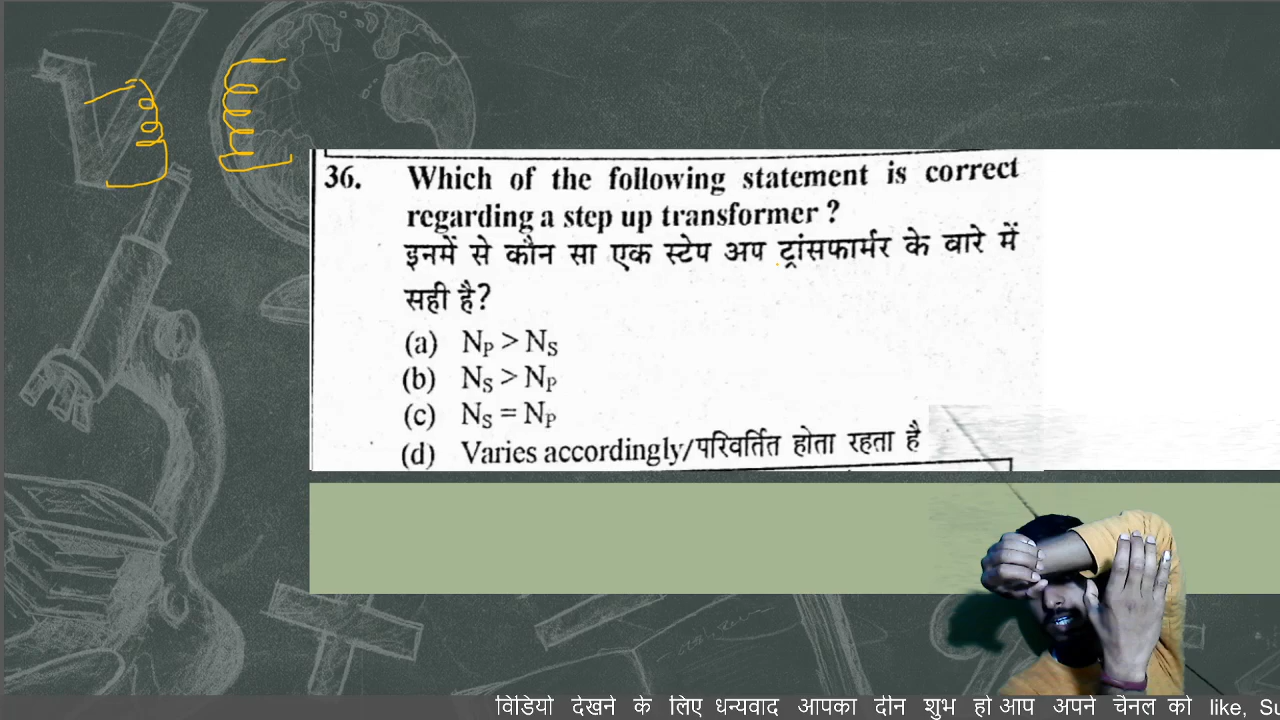 36. Which of the following statement is correct
regarding a step up transformer ?
इनमें से कौन सा एक स्टेप अप ट्रांसफार्मर के वारे में
सही है?
(a) NP > NS
(b) NS > NP
(c) NS = NP
(d) Varies accordingly/परिवर्तित होता रहता है
विडियो देखने के लिए धन्यवाद आपका दीन शुभ हो आप अपने चैनल को like, Su